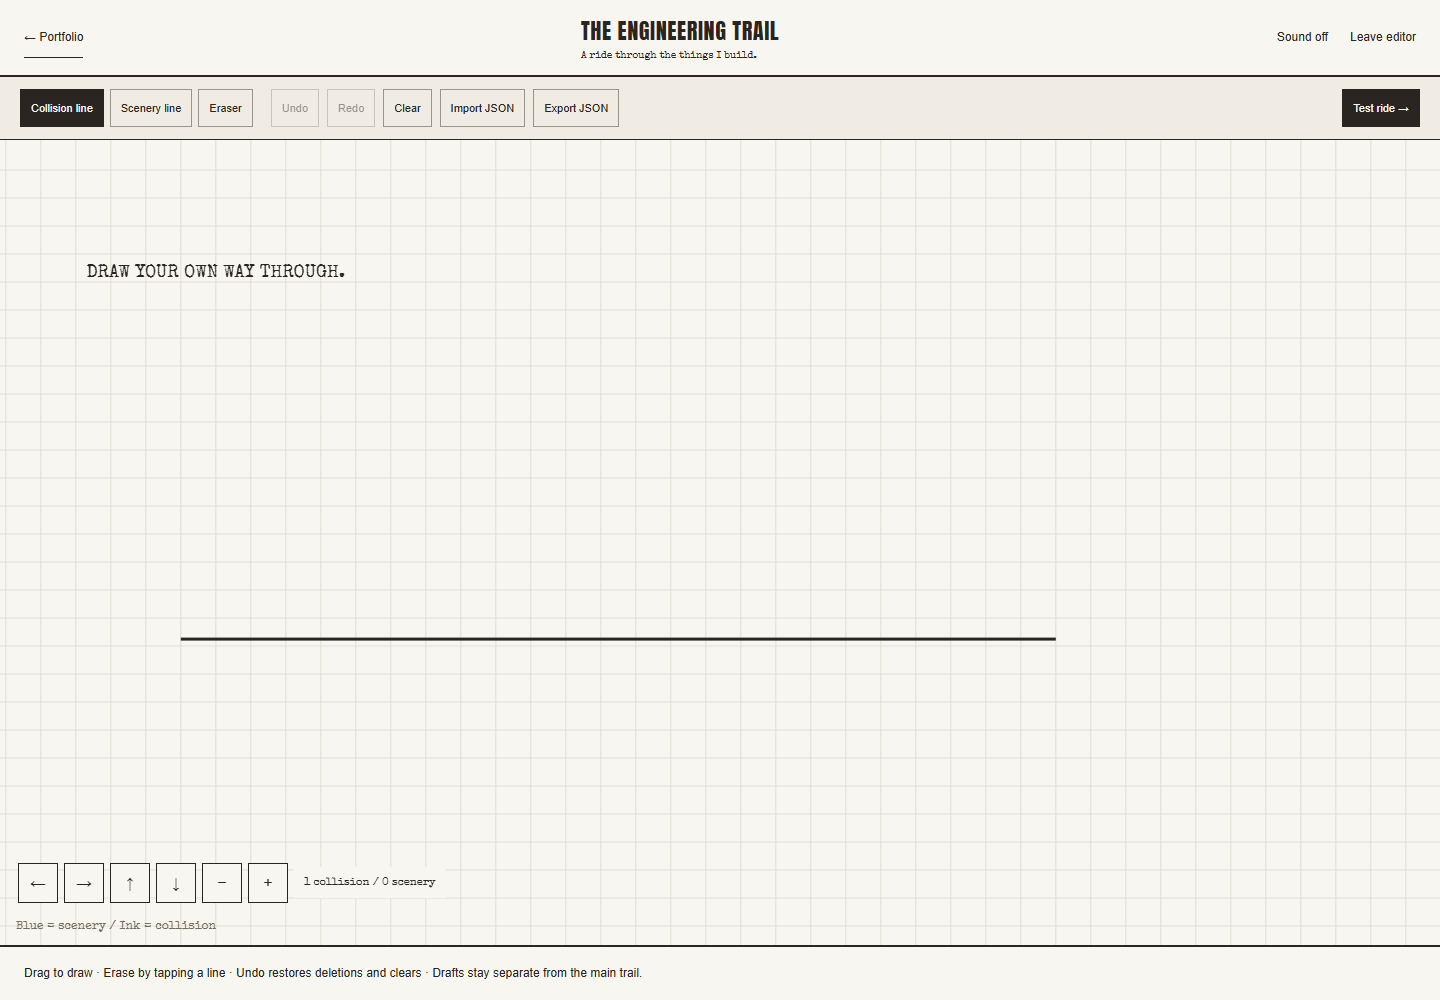 ← Portfolio
THE ENGINEERING TRAIL
A ride through the things I build.
Sound off
Leave editor
Collision line
Scenery line
Eraser
Undo
Redo
Clear
Import JSON
Export JSON
Test ride →
DRAW YOUR OWN WAY THROUGH.
← → ↑ ↓ − +
1 collision / 0 scenery
Blue = scenery / Ink = collision
Drag to draw · Erase by tapping a line · Undo restores deletions and clears · Drafts stay separate from the main trail.